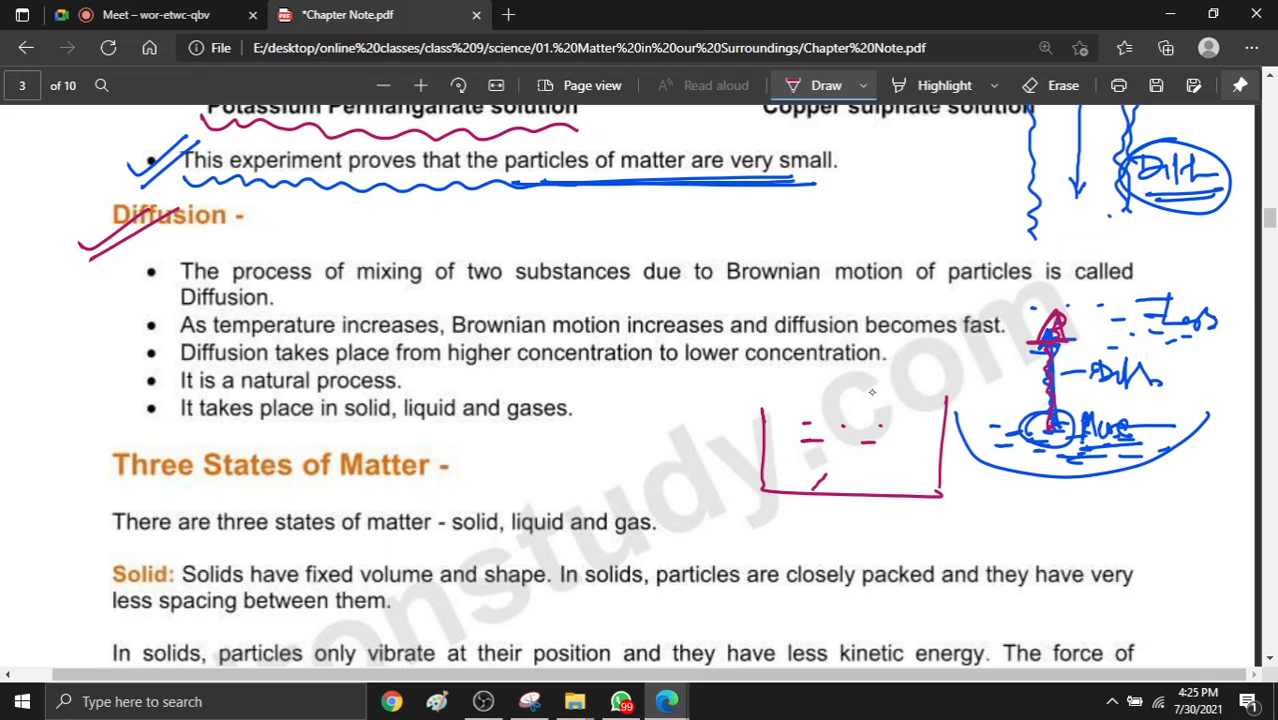 Meet – wor-etwc-qbv
*Chapter Note.pdf
File
E:/desktop/online%20classes/class%209/science/01.%20Matter%20in%20our%20Surroundings/Chapter%20Note.pdf
3 of 10
Page view
Read aloud
Draw
Highlight
Erase
Potassium Permanganate solution
Copper sulphate solution
• This experiment proves that the particles of matter are very small.
Diffusion -
• The process of mixing of two substances due to Brownian motion of particles is called
Diffusion.
• As temperature increases, Brownian motion increases and diffusion becomes fast.
Less
• Diffusion takes place from higher concentration to lower concentration.
• It is a natural process.
• It takes place in solid, liquid and gases.
More
Three States of Matter -
There are three states of matter - solid, liquid and gas.
Solid: Solids have fixed volume and shape. In solids, particles are closely packed and they have very
less spacing between them.
In solids, particles only vibrate at their position and they have less kinetic energy. The force of
onstudy.com
Type here to search
99
4:25 PM
7/30/2021
1